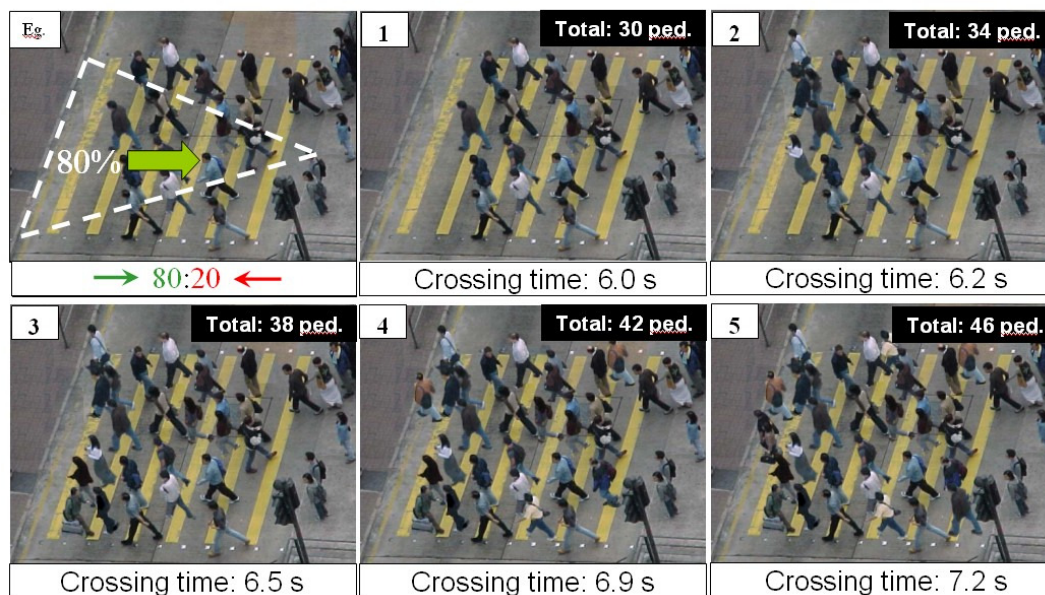 Eg.
80%
80:20
1
Total: 30 ped.
Crossing time: 6.0 s
2
Total: 34 ped.
Crossing time: 6.2 s
3
Total: 38 ped.
Crossing time: 6.5 s
4
Total: 42 ped.
Crossing time: 6.9 s
5
Total: 46 ped.
Crossing time: 7.2 s